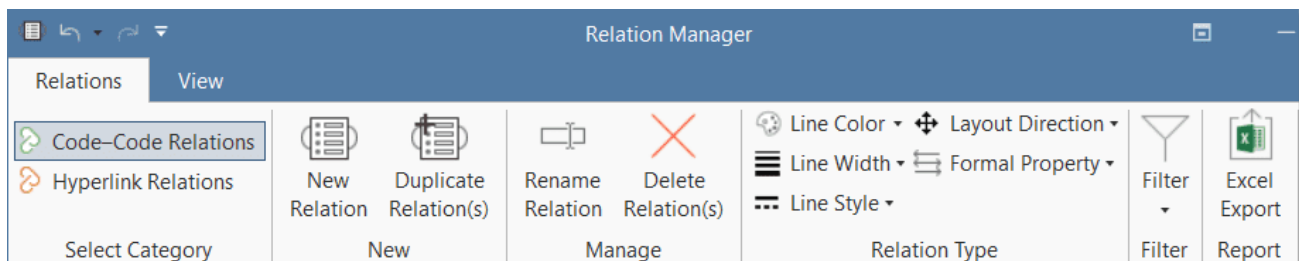 Relation Manager
Relations View
Code–Code Relations
Hyperlink Relations
Select Category
New Relation
Duplicate Relation(s)
New
Rename Relation
Delete Relation(s)
Manage
Line Color
Layout Direction
Line Width
Formal Property
Line Style
Relation Type
Filter
Filter
Excel Export
Report